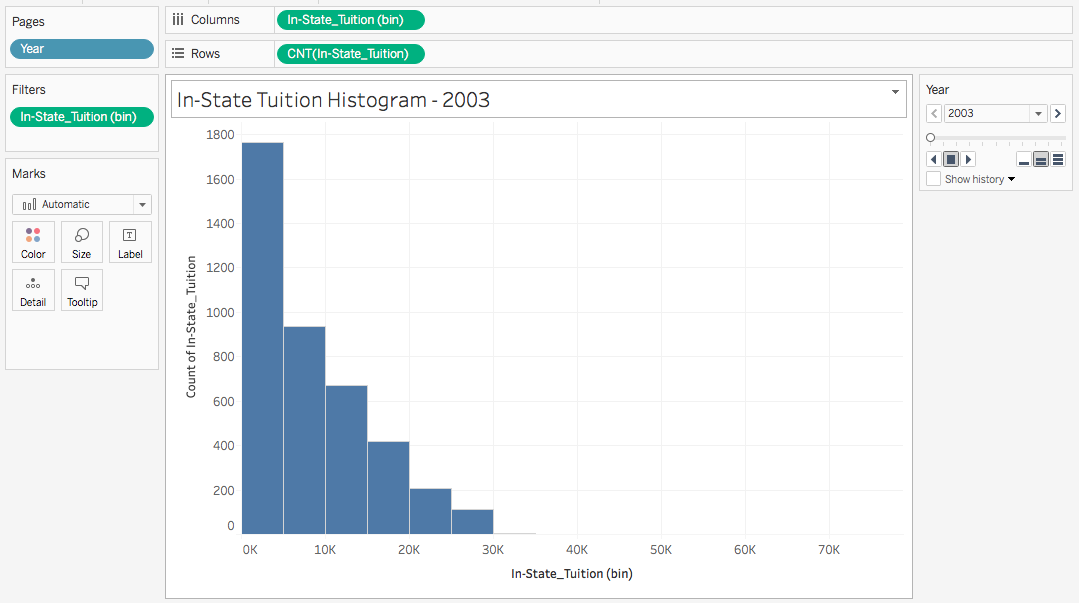 Pages
Year
Filters
In-State_Tuition (bin)
Marks
Automatic
Color
Size
T
Label
Detail
Tooltip
Columns
In-State_Tuition (bin)
Rows
CNT(In-State_Tuition)
In-State Tuition Histogram - 2003
1800
1600
1400
1200
1000
800
600
400
200
0
Count of In-State_Tuition
0K 10K 20K 30K 40K 50K 60K 70K
In-State_Tuition (bin)
Year
2003
Show history